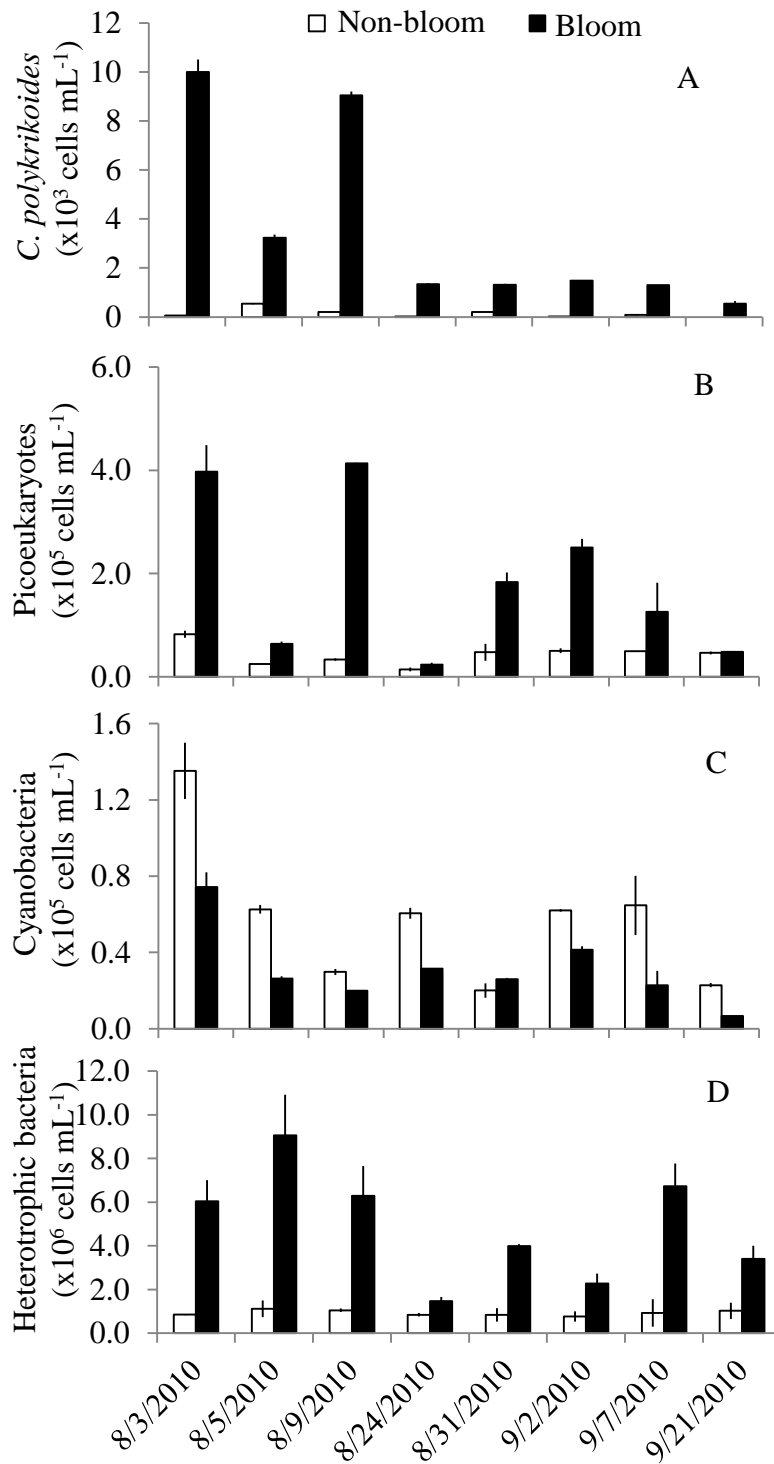 Non-bloom Bloom
A
C. polykrikoides
(x10³ cells mL⁻¹)
12
10
8
6
4
2
0
B
Picoeukaryotes
(x10⁵ cells mL⁻¹)
6.0
4.0
2.0
0.0
C
Cyanobacteria
(x10⁵ cells mL⁻¹)
1.6
1.2
0.8
0.4
0.0
D
Heterotrophic bacteria
(x10⁶ cells mL⁻¹)
12.0
10.0
8.0
6.0
4.0
2.0
0.0
8/3/2010
8/5/2010
8/9/2010
8/24/2010
8/31/2010
9/2/2010
9/7/2010
9/21/2010